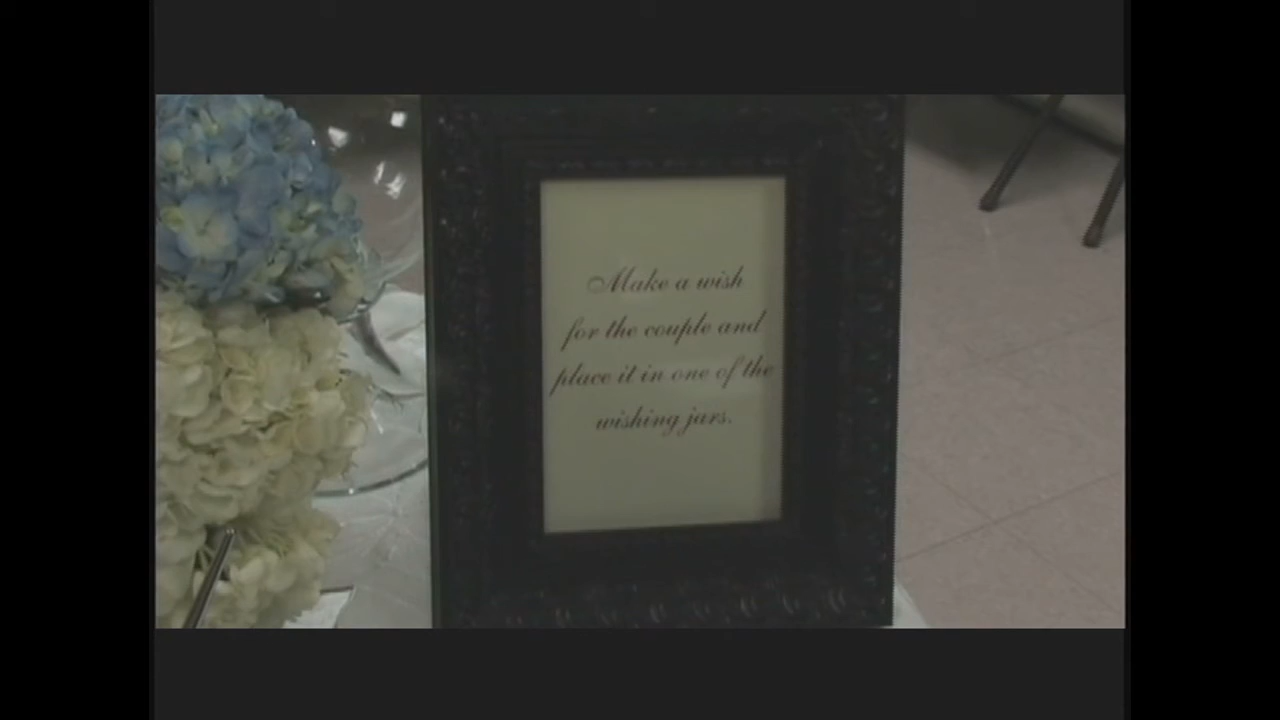 Make a wish
for the couple and
place it in one of the
wishing jars.